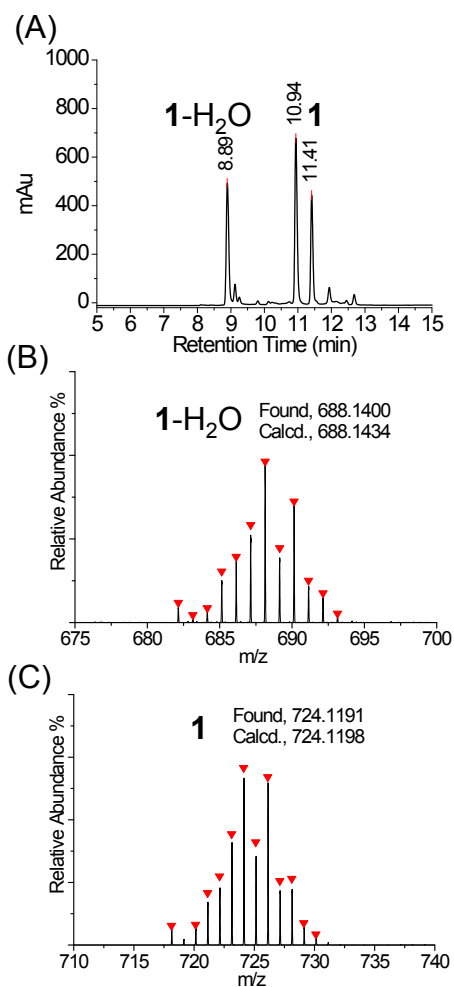 (A)
1000
800
600
400
200
0
mAu
1-H₂O
8.89
10.94
1
11.41
5 6 7 8 9 10 11 12 13 14 15
Retention Time (min)
(B)
1-H₂O
Found, 688.1400
Calcd., 688.1434
Relative Abundance %
675 680 685 690 695 700
m/z
(C)
1
Found, 724.1191
Calcd., 724.1198
Relative Abundance %
710 715 720 725 730 735 740
m/z